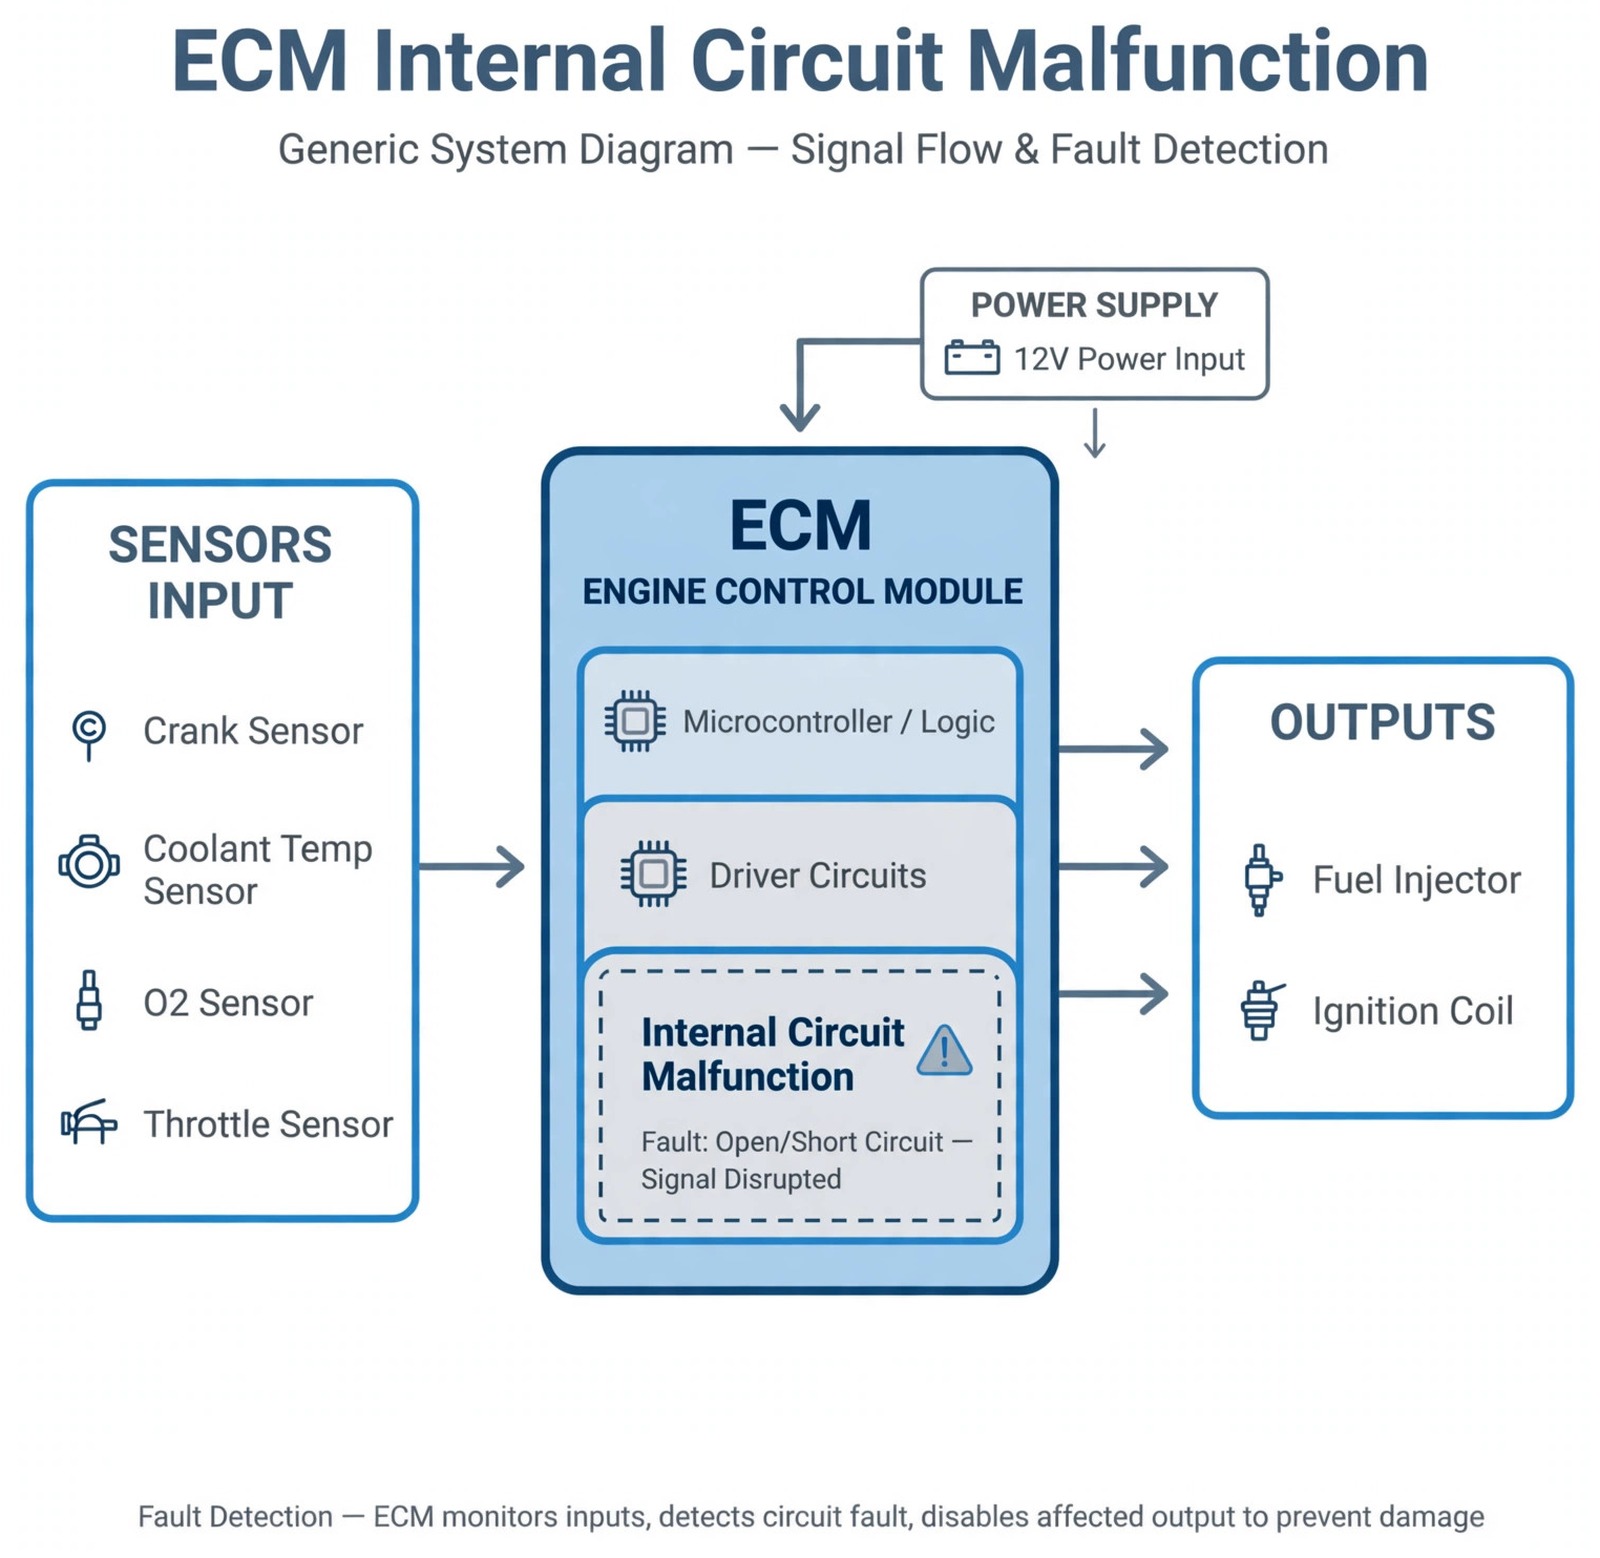 ECM Internal Circuit Malfunction
Generic System Diagram — Signal Flow & Fault Detection
POWER SUPPLY
12V Power Input
SENSORS
INPUT
Crank Sensor
Coolant Temp
Sensor
O2 Sensor
Throttle Sensor
ECM
ENGINE CONTROL MODULE
Microcontroller / Logic
Driver Circuits
Internal Circuit
Malfunction
Fault: Open/Short Circuit —
Signal Disrupted
OUTPUTS
Fuel Injector
Ignition Coil
Fault Detection — ECM monitors inputs, detects circuit fault, disables affected output to prevent damage